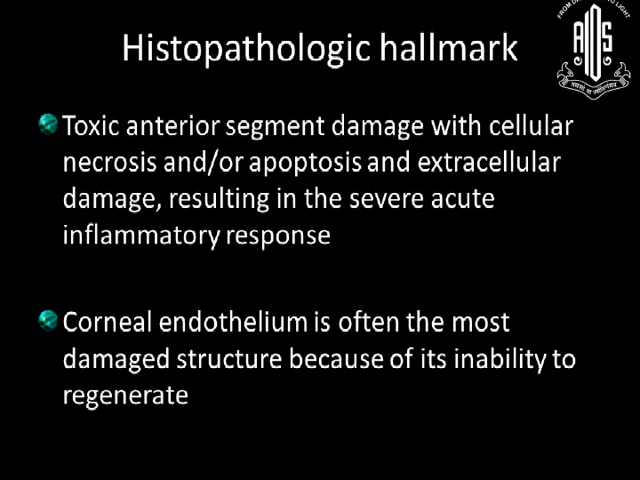 Histopathologic hallmark
Toxic anterior segment damage with cellular
necrosis and/or apoptosis and extracellular
damage, resulting in the severe acute
inflammatory response
Corneal endothelium is often the most
damaged structure because of its inability to
regenerate
AIOS